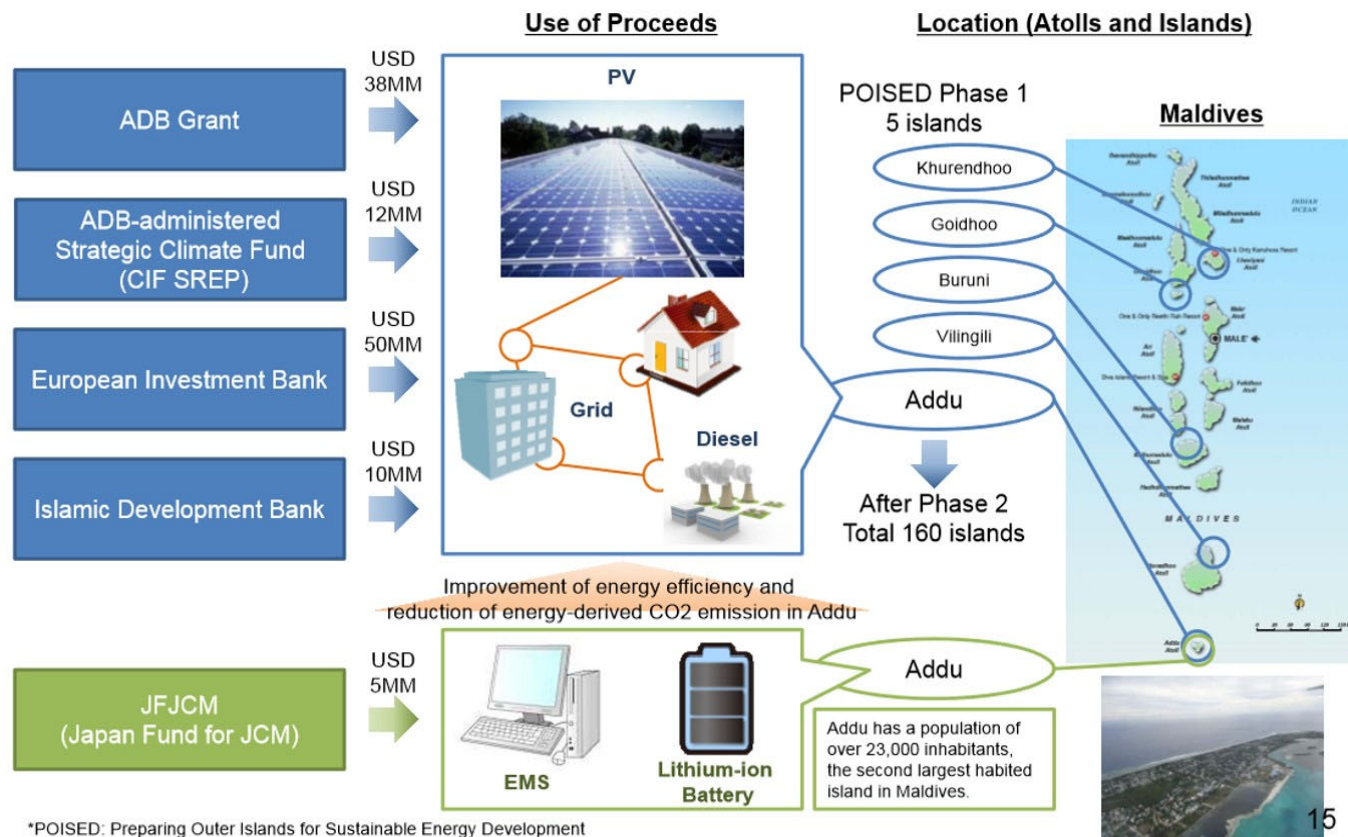 Use of Proceeds
Location (Atolls and Islands)
ADB Grant
USD
38MM
ADB-administered
Strategic Climate Fund
(CIF SREP)
USD
12MM
European Investment Bank
USD
50MM
Islamic Development Bank
USD
10MM
PV
Grid
Diesel
POISED Phase 1
5 islands
Khurendhoo
Goidhoo
Buruni
Vilingili
Addu
After Phase 2
Total 160 islands
Maldives
INDIAN
OCEAN
MALE'
MALDIVES
Addu
Atoll
Improvement of energy efficiency and
reduction of energy-derived CO2 emission in Addu
JFJCM
(Japan Fund for JCM)
USD
5MM
EMS
Lithium-ion
Battery
Addu
Addu has a population of
over 23,000 inhabitants,
the second largest habited
island in Maldives.
15
*POISED: Preparing Outer Islands for Sustainable Energy Development